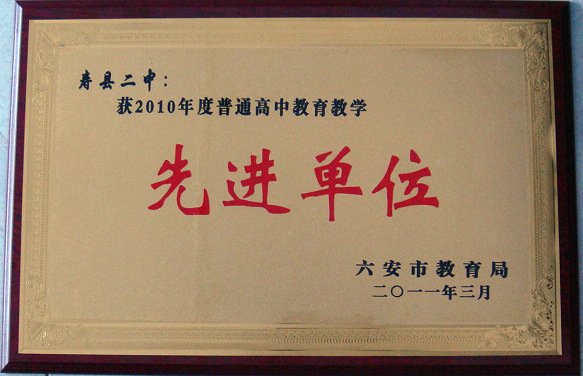 寿县二中：
获2010年度普通高中教育教学
先进单位
六安市教育局
二〇一一年三月